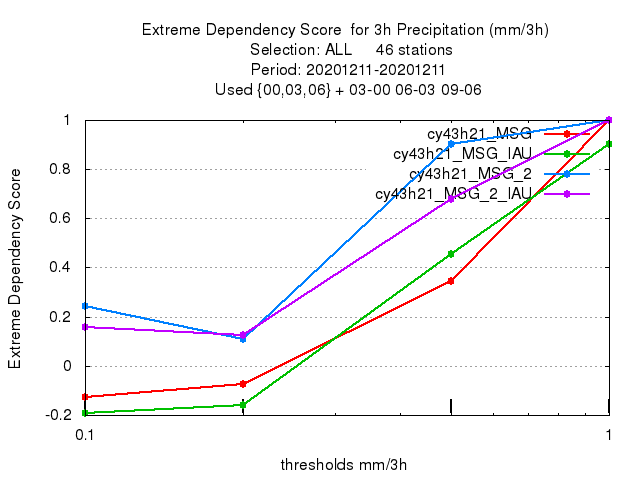 Extreme Dependency Score  for 3h Precipitation (mm/3h)
Selection: ALL     46 stations
Period: 20201211-20201211
Used {00,03,06} + 03-00 06-03 09-06
1
0.8
0.6
0.4
0.2
0
-0.2
Extreme Dependency Score
cy43h21_MSG
cy43h21_MSG_IAU
cy43h21_MSG_2
cy43h21_MSG_2_IAU
0.1
1
thresholds mm/3h